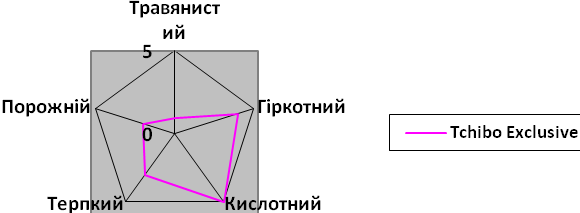 Травянист
ий
5
Порожній
Гіркотний
0
Tchibo Exclusive
Терпкий
Кислотний